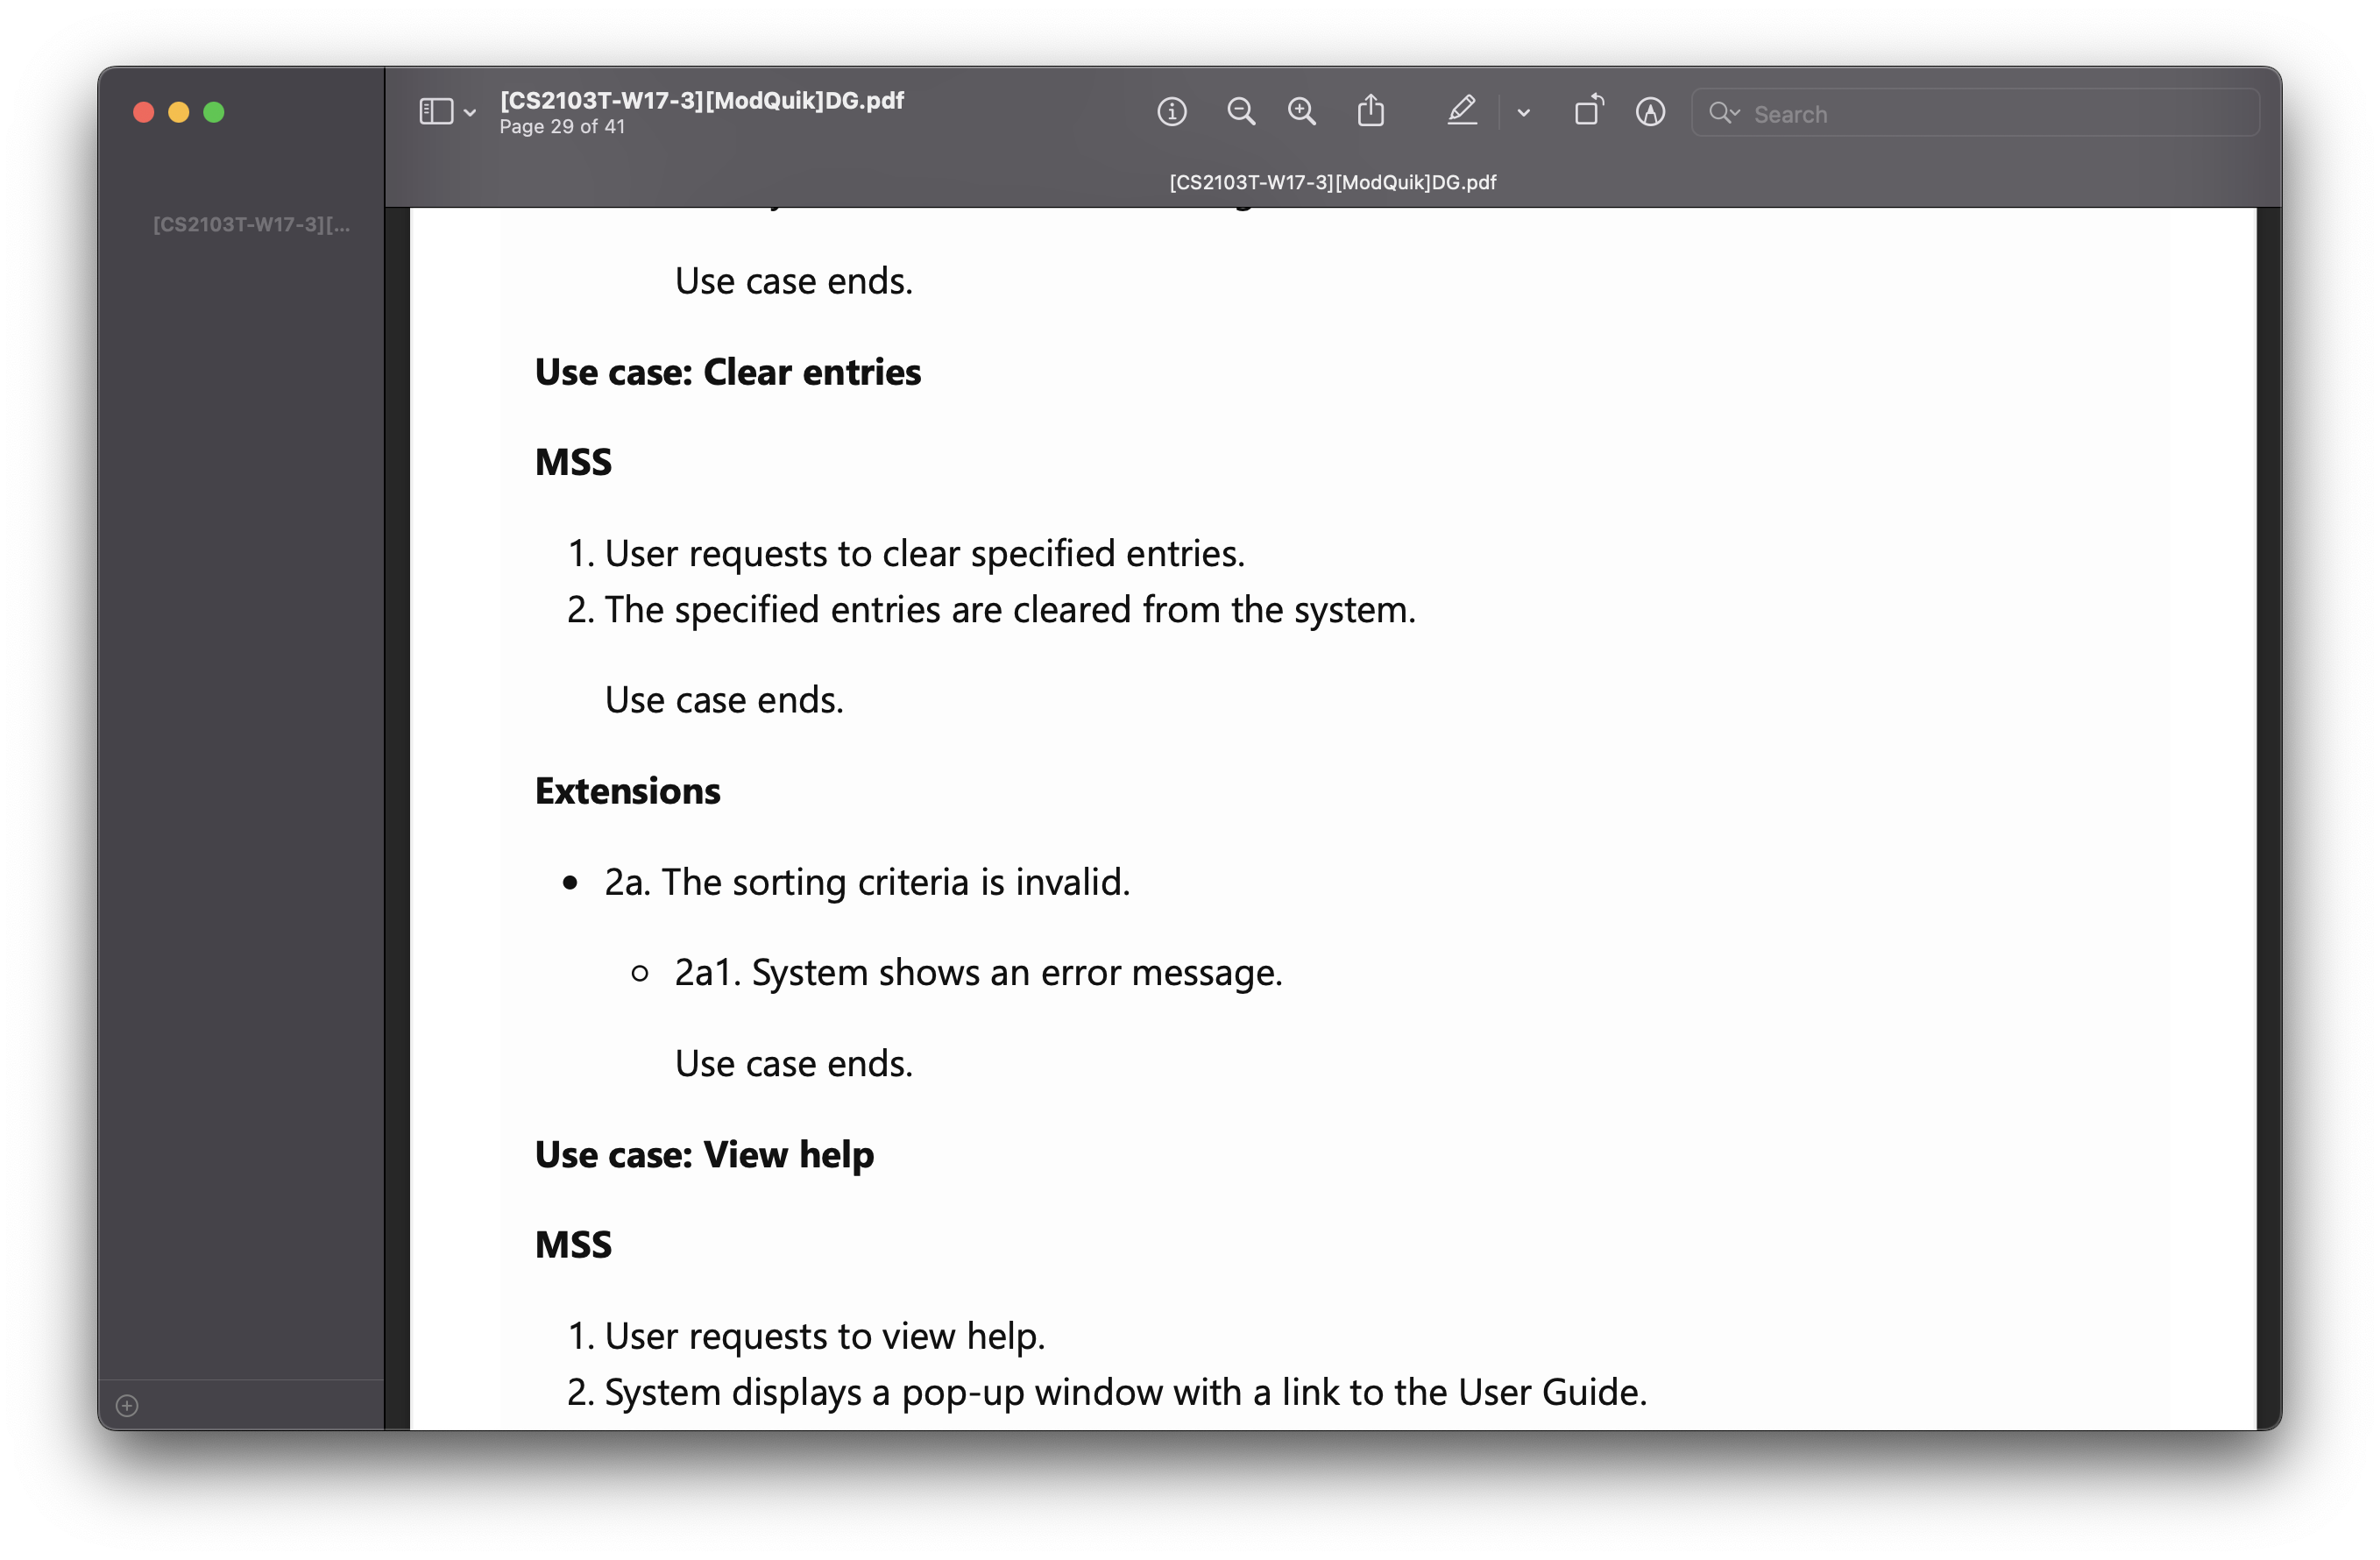 [CS2103T-W17-3][ModQuik]DG.pdf
Page 29 of 41
Search
[CS2103T-W17-3][ModQuik]DG.pdf
[CS2103T-W17-3][...
Use case ends.
Use case: Clear entries
MSS
1. User requests to clear specified entries.
2. The specified entries are cleared from the system.
Use case ends.
Extensions
• 2a. The sorting criteria is invalid.
○ 2a1. System shows an error message.
Use case ends.
Use case: View help
MSS
1. User requests to view help.
2. System displays a pop-up window with a link to the User Guide.